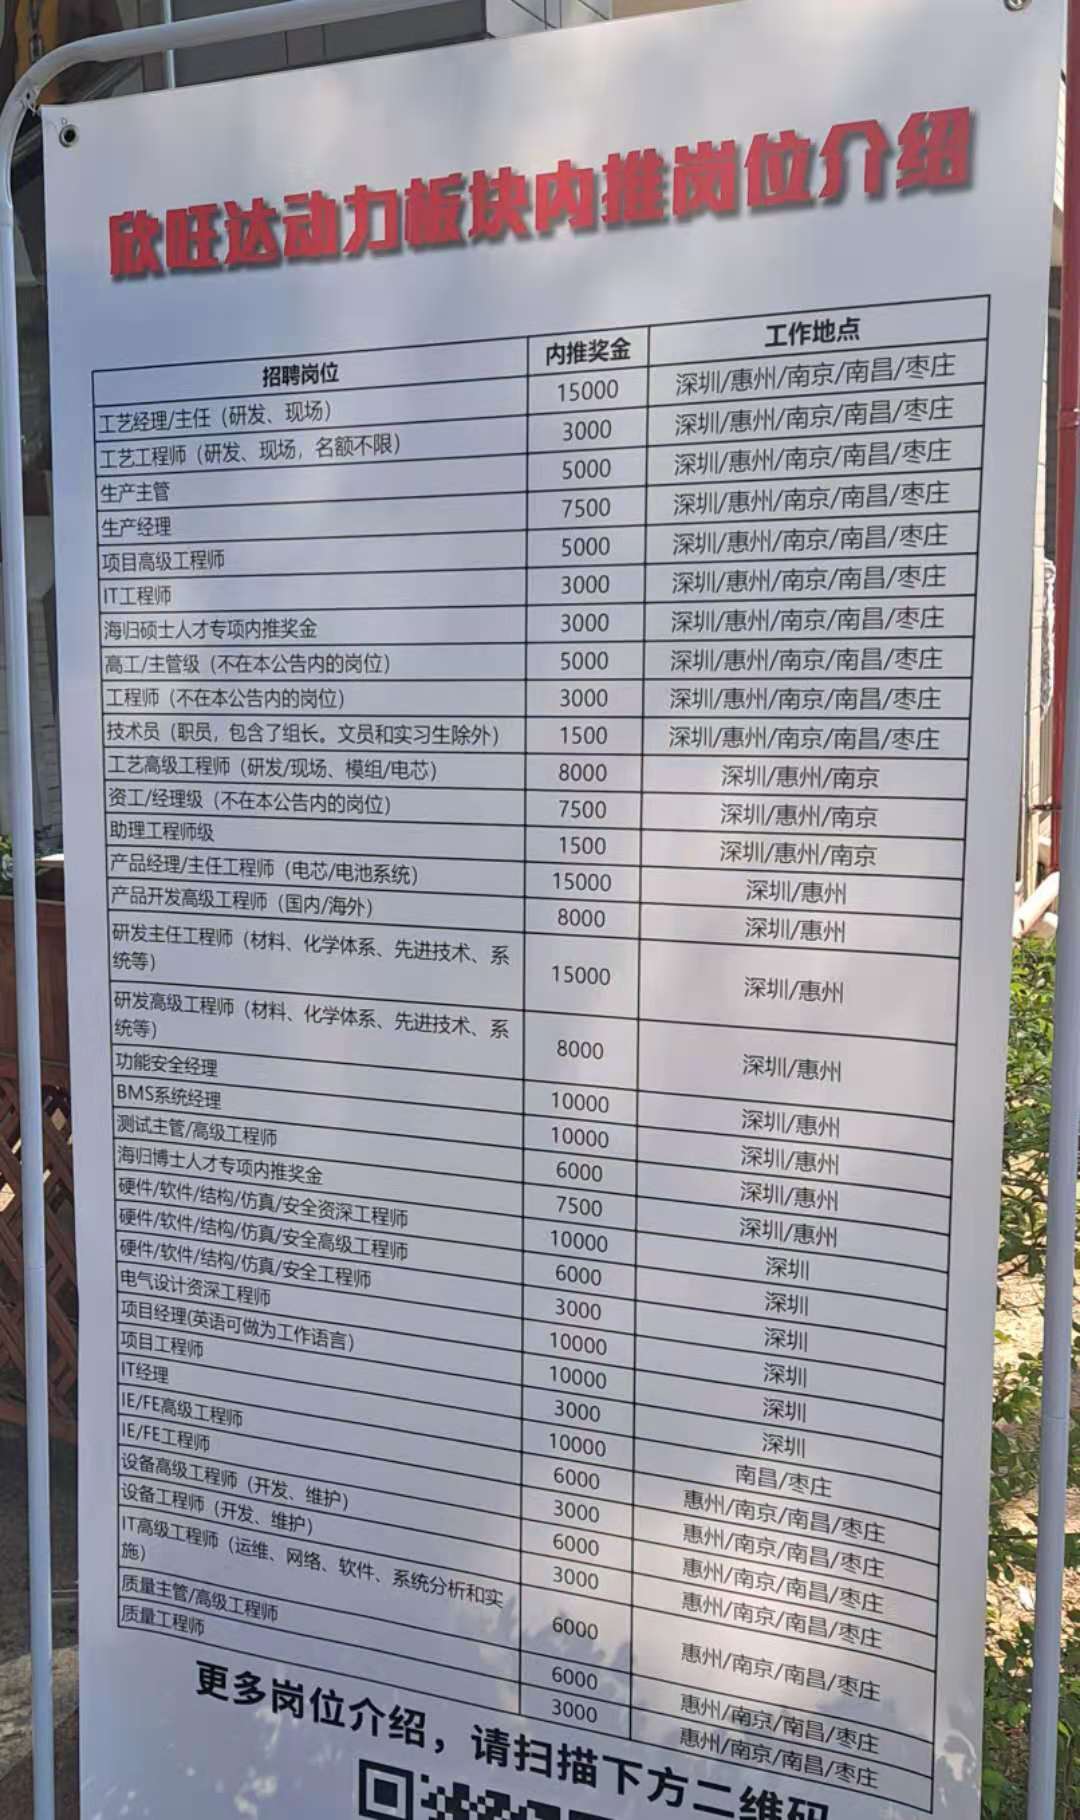 欣旺达动力板块内推岗位介绍
招聘岗位 内推奖金 工作地点
工艺经理/主任（研发、现场） 15000 深圳/惠州/南京/南昌/枣庄
工艺工程师（研发、现场，名额不限） 3000 深圳/惠州/南京/南昌/枣庄
生产主管 5000 深圳/惠州/南京/南昌/枣庄
生产经理 7500 深圳/惠州/南京/南昌/枣庄
项目高级工程师 5000 深圳/惠州/南京/南昌/枣庄
IT工程师 3000 深圳/惠州/南京/南昌/枣庄
海归硕士人才专项内推奖金 3000 深圳/惠州/南京/南昌/枣庄
高工/主管级（不在本公告内的岗位） 5000 深圳/惠州/南京/南昌/枣庄
工程师（不在本公告内的岗位） 3000 深圳/惠州/南京/南昌/枣庄
技术员（职员，包含了组长。文员和实习生除外） 1500 深圳/惠州/南京/南昌/枣庄
工艺高级工程师（研发/现场、模组/电芯） 8000 深圳/惠州/南京
资工/经理级（不在本公告内的岗位） 7500 深圳/惠州/南京
助理工程师级 1500 深圳/惠州/南京
产品经理/主任工程师（电芯/电池系统） 15000 深圳/惠州
产品开发高级工程师（国内/海外） 8000 深圳/惠州
研发主任工程师（材料、化学体系、先进技术、系
统等） 15000 深圳/惠州
研发高级工程师（材料、化学体系、先进技术、系
统等） 8000 深圳/惠州
功能安全经理 10000 深圳/惠州
BMS系统经理 10000 深圳/惠州
测试主管/高级工程师 6000 深圳/惠州
海归博士人才专项内推奖金 7500 深圳/惠州
硬件/软件/结构/仿真/安全资深工程师 10000 深圳
硬件/软件/结构/仿真/安全高级工程师 6000 深圳
硬件/软件/结构/仿真/安全工程师 3000 深圳
电气设计资深工程师 10000 深圳
项目经理(英语可做为工作语言） 10000 深圳
项目工程师 3000 深圳
IT经理 10000 南昌/枣庄
IE/FE高级工程师 6000 惠州/南京/南昌/枣庄
IE/FE工程师 3000 惠州/南京/南昌/枣庄
设备高级工程师（开发、维护） 6000 惠州/南京/南昌/枣庄
设备工程师（开发、维护） 3000 惠州/南京/南昌/枣庄
IT高级工程师（运维、网络、软件、系统分析和实
施） 6000 惠州/南京/南昌/枣庄
质量主管/高级工程师 6000 惠州/南京/南昌/枣庄
质量工程师 3000 惠州/南京/南昌/枣庄
更多岗位介绍，请扫描下方二维码